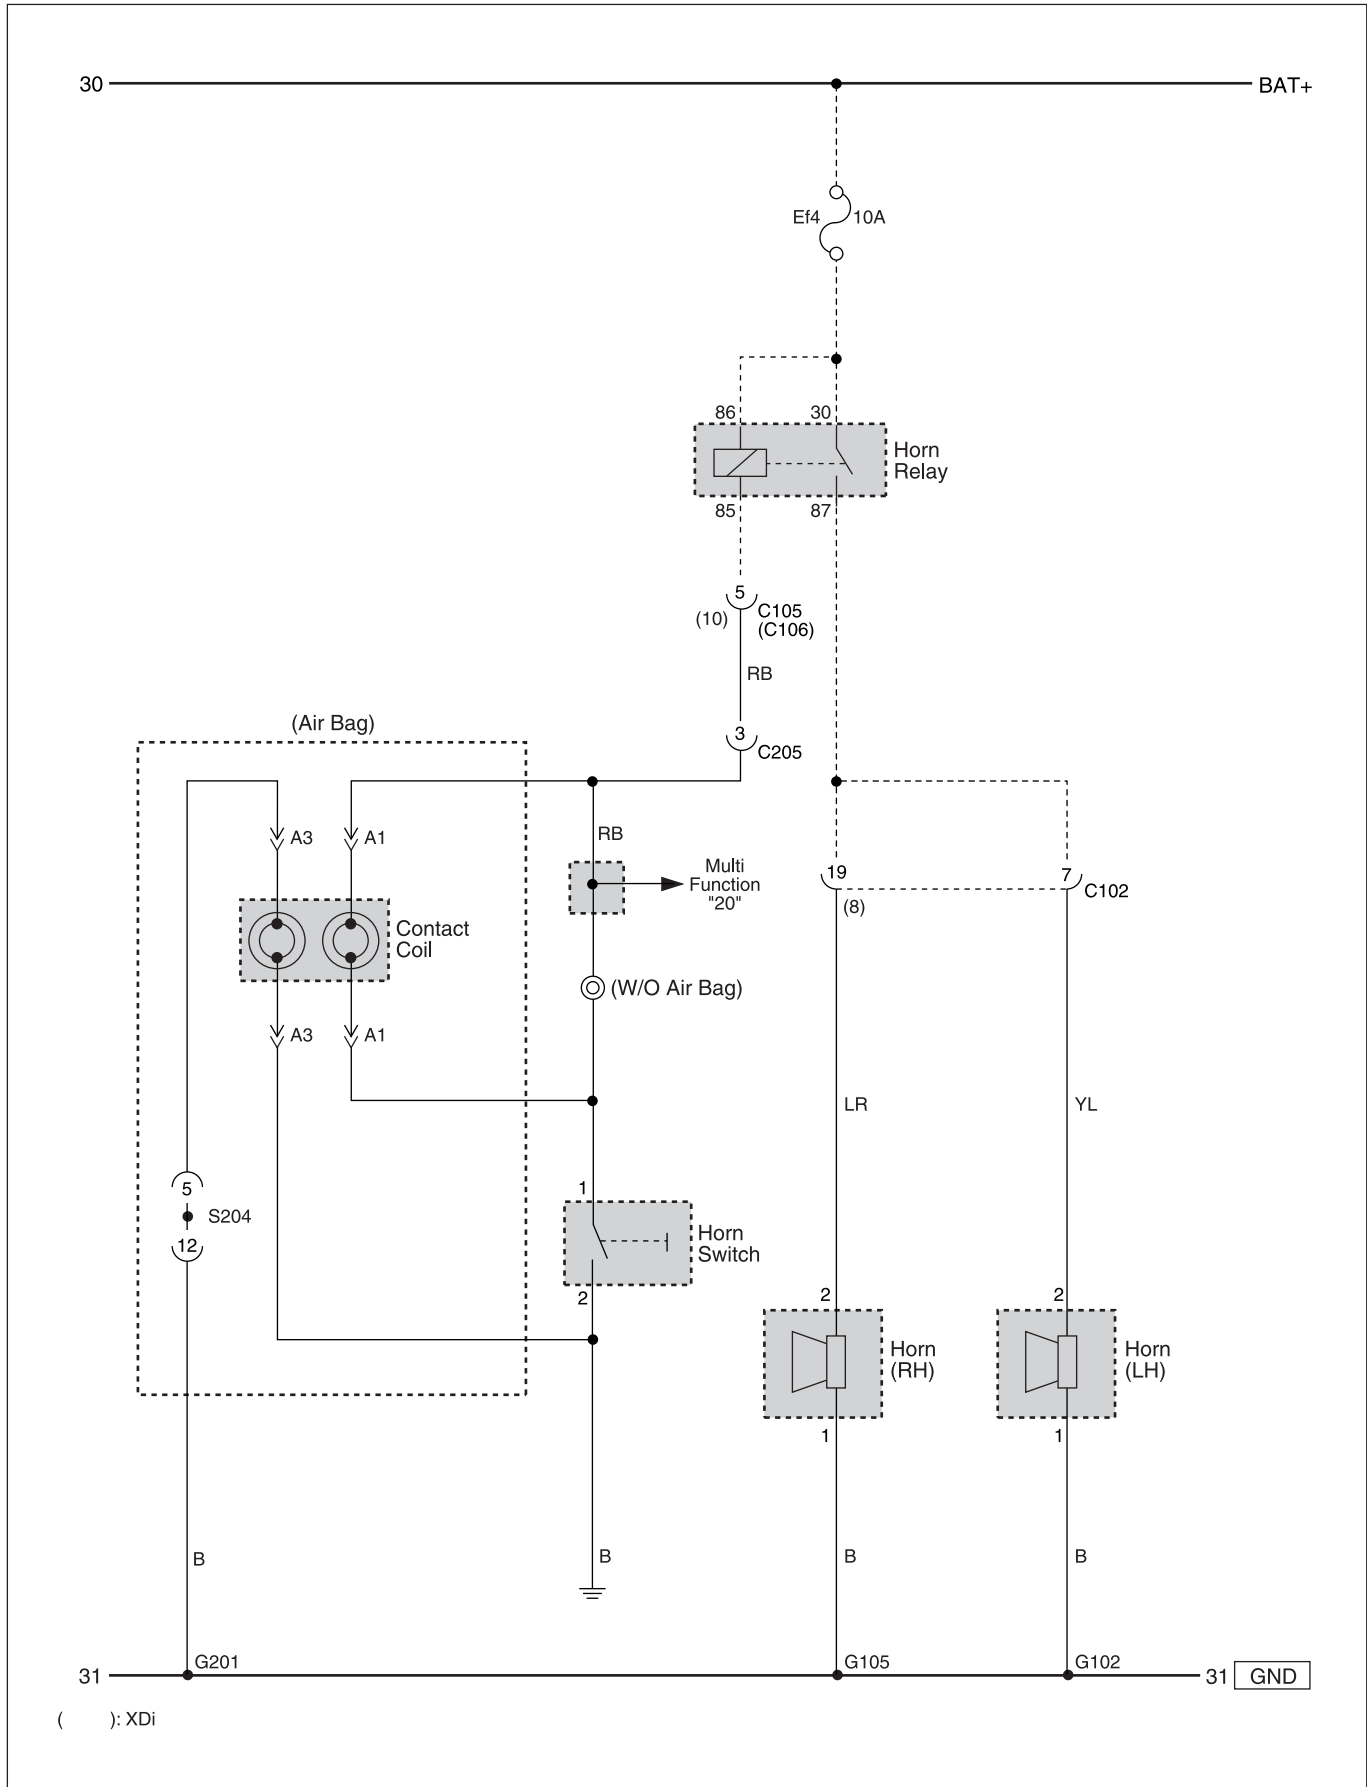 30
BAT+
Ef4
10A
86
30
Horn
Relay
85
87
5
(10)
C105
(C106)
RB
(Air Bag)
3
C205
A3
A1
RB
Multi
Function
"20"
19
(8)
7
C102
Contact
Coil
(W/O Air Bag)
A3
A1
LR
YL
5
S204
12
1
Horn
Switch
2
2
Horn
(RH)
1
2
Horn
(LH)
1
B
B
B
B
31
G201
G105
G102
31
GND
( ): XDi